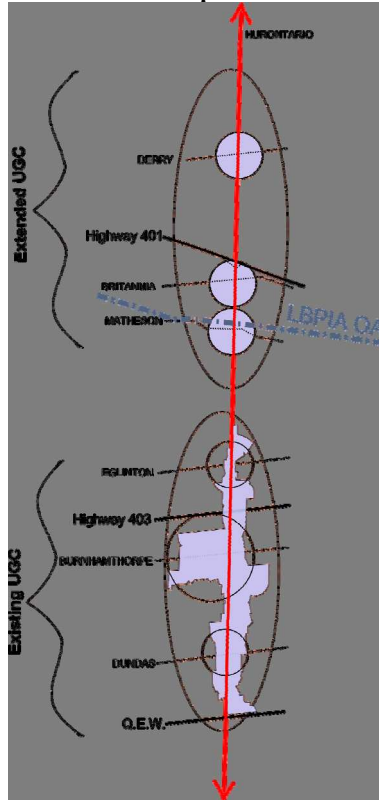 HURONTARIO
DERRY
Extended UGC
Highway 401
BRITANNIA
MATHESON
LBPIA OA
EGLINTON
Highway 403
BURNHAMTHORPE
Existing UGC
DUNDAS
Q.E.W.